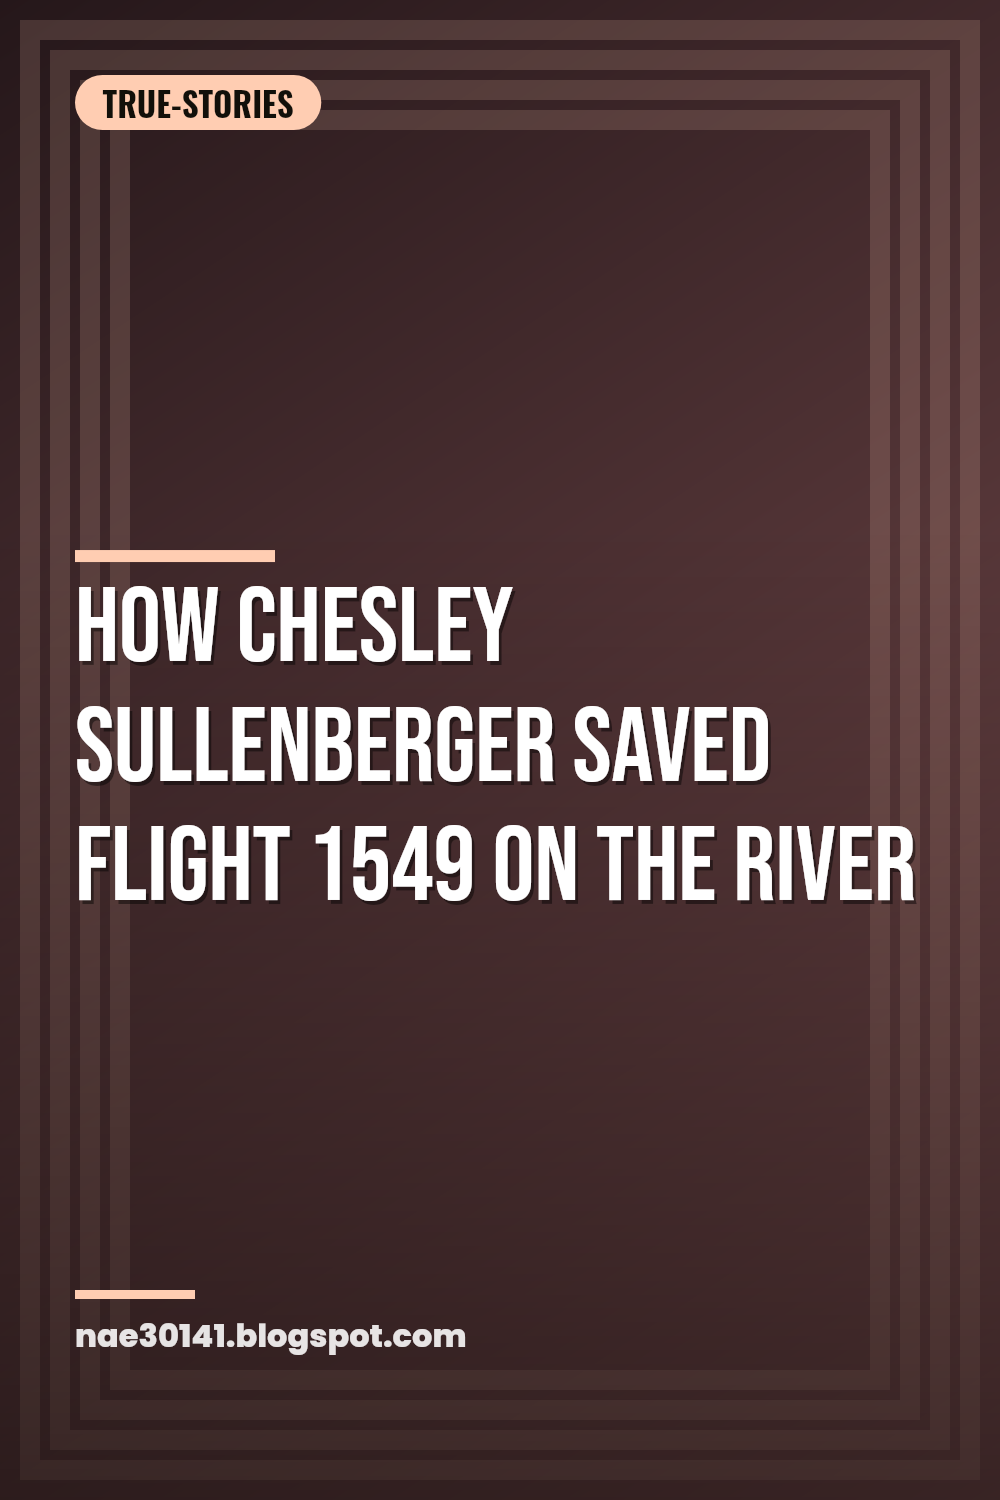 TRUE-STORIES
HOW CHESLEY
SULLENBERGER SAVED
FLIGHT 1549 ON THE RIVER
nae30141.blogspot.com